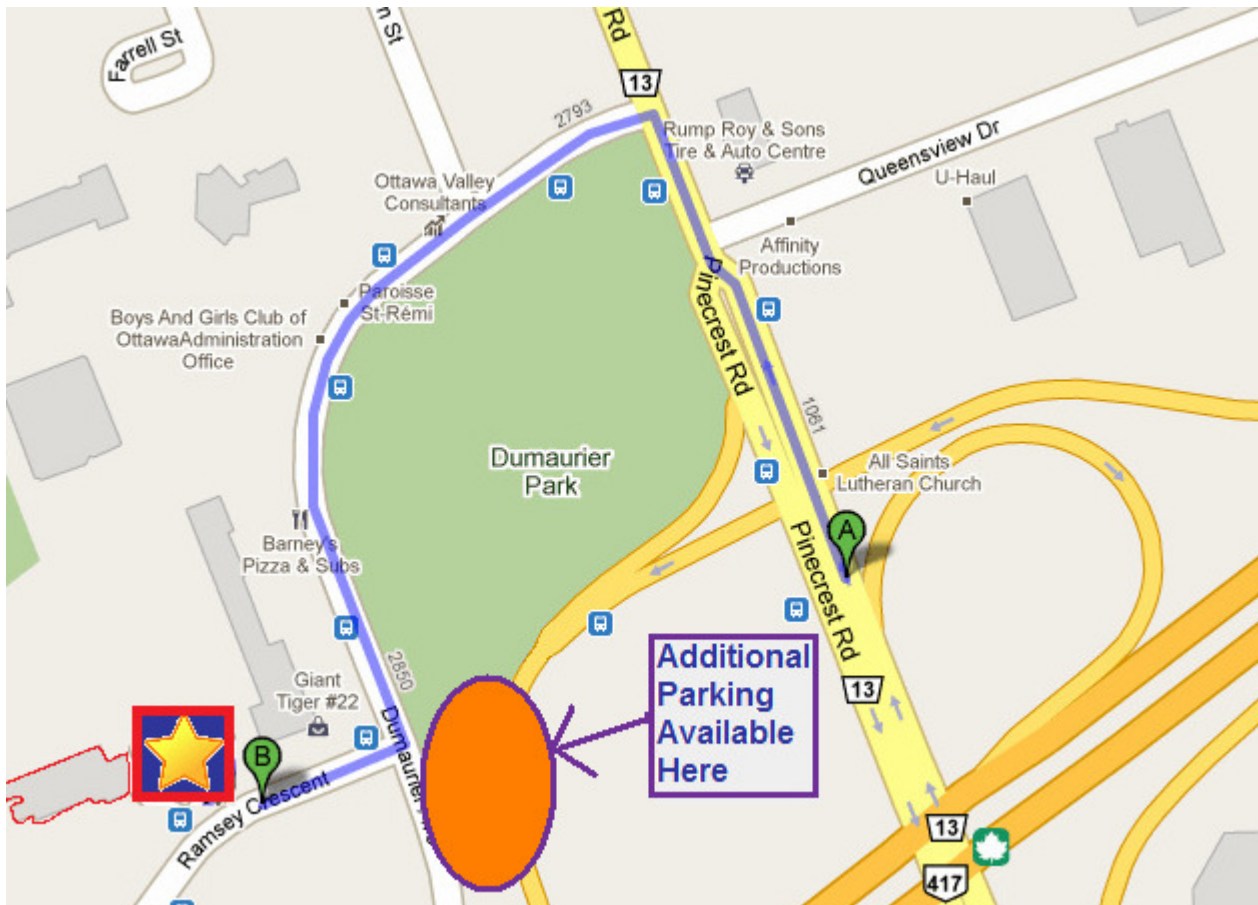 Farrell St
n St
Rd
13
2793
Rump Roy & Sons
Tire & Auto Centre
Queensview Dr
U-Haul
Ottawa Valley
Consultants
Affinity
Productions
Paroisse
St-Rémi
Boys And Girls Club of
OttawaAdministration
Office
Pinecrest Rd
1061
All Saints
Lutheran Church
Dumaurier
Park
A
Barney's
Pizza & Subs
Pinecrest Rd
2850
Additional
Parking
Available
Here
Giant
Tiger #22
13
Dumaurier
B
Ramsey Crescent
13
417